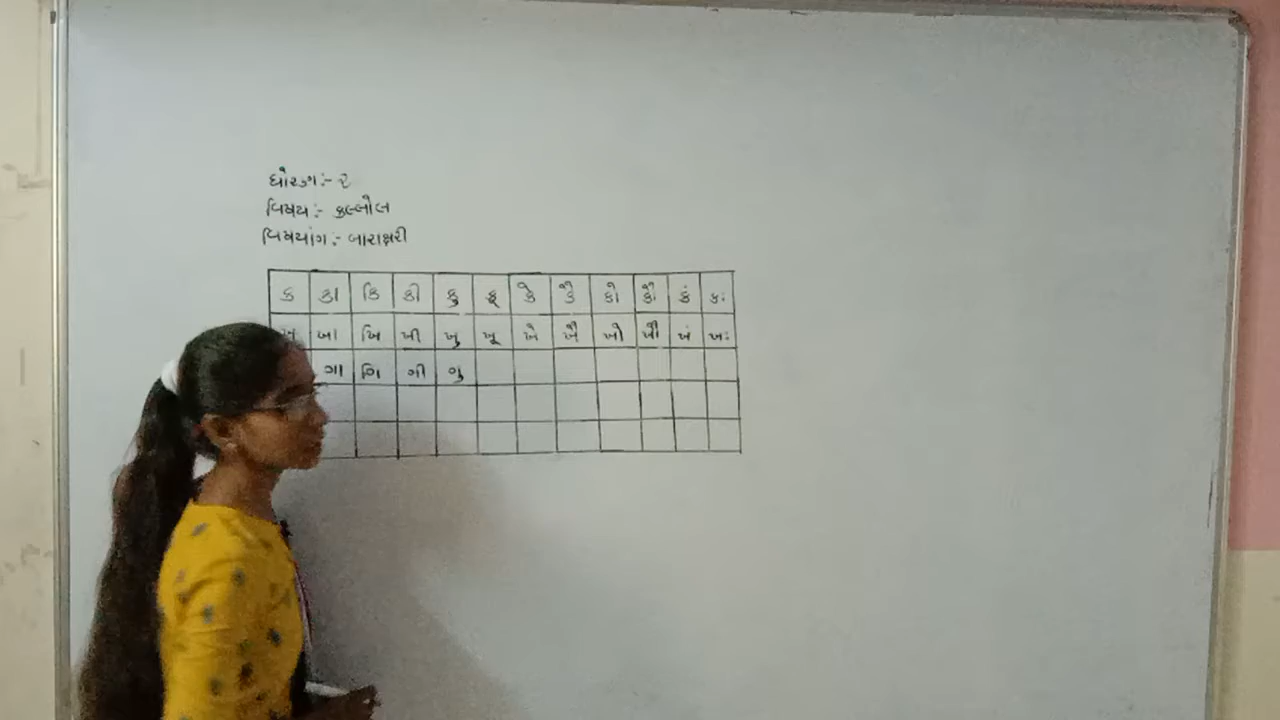 ધોરણ:- ૨
વિષય:- કલ્લોલ
વિષયાંગ:- બારાક્ષરી
ક કા કિ કી કુ કૂ કે કૈ કો કૌ કં કઃ
ખ ખા ખિ ખી ખુ ખૂ ખે ખૈ ખો ખૌ ખં ખઃ
ગા ગિ ગી ગુ